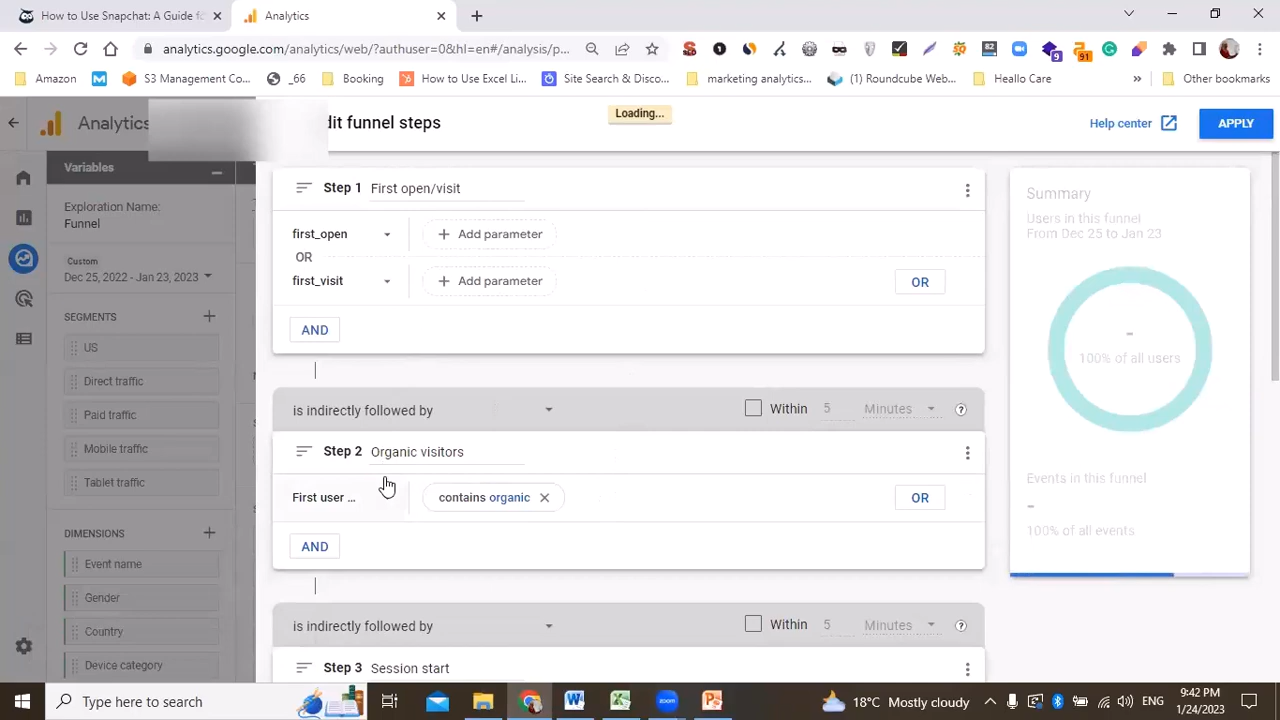 How to Use Snapchat: A Guide fo
Analytics
analytics.google.com/analytics/web/?authuser=0&hl=en#/analysis/p...
9
91
82
Amazon
S3 Management Co...
_66
Booking
How to Use Excel Li...
Site Search & Disco...
marketing analytics...
(1) Roundcube Web...
Heallo Care
»
Other bookmarks
Analytics
dit funnel steps
Loading...
Help center
APPLY
Variables
Exploration Name:
Funnel
Custom
Dec 25, 2022 - Jan 23, 2023
SEGMENTS
US
Direct traffic
Paid traffic
Mobile traffic
Tablet traffic
DIMENSIONS
Event name
Gender
Country
Device category
Step 1 First open/visit
first_open
+ Add parameter
OR
first_visit
+ Add parameter
OR
AND
is indirectly followed by
Within 5 Minutes
Step 2 Organic visitors
First user ...
contains organic
OR
AND
is indirectly followed by
Within 5 Minutes
Step 3 Session start
Summary
Users in this funnel
From Dec 25 to Jan 23
-
100% of all users
Events in this funnel
-
100% of all events
Type here to search
18°C Mostly cloudy
ENG
9:42 PM
1/24/2023